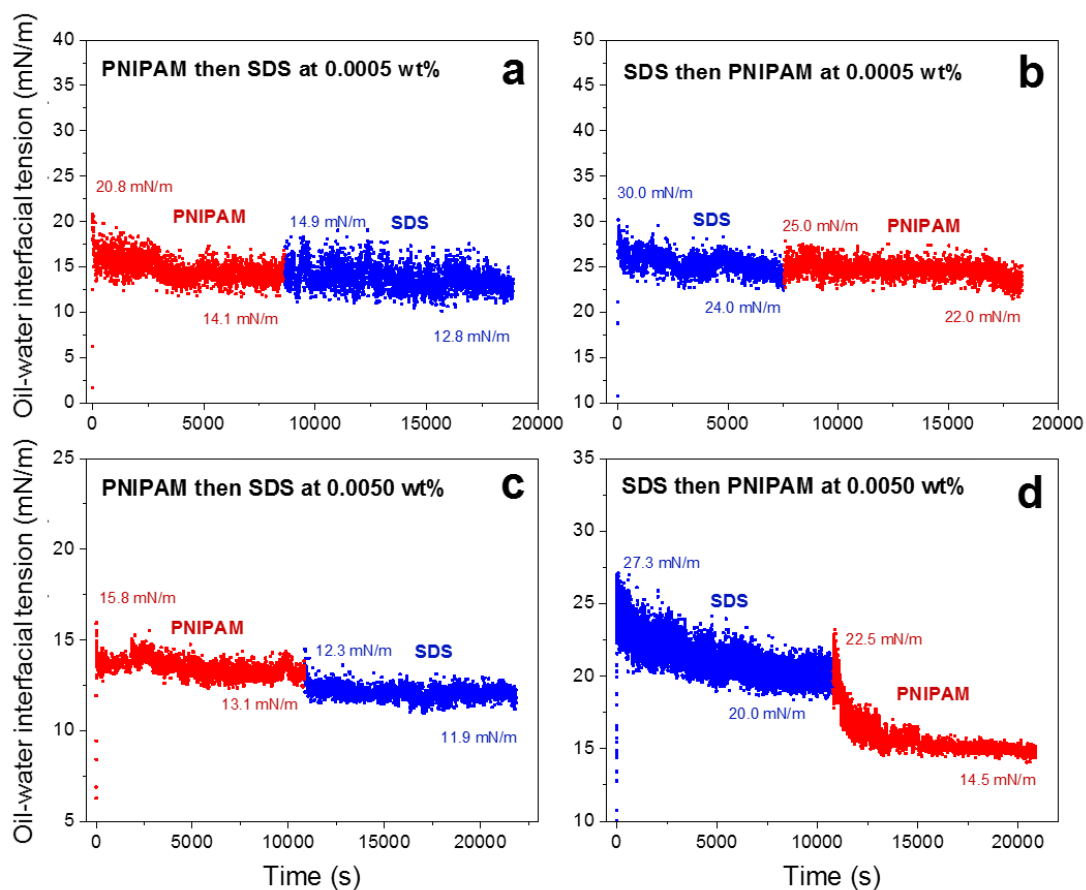 Oil-water interfacial tension (mN/m)
PNIPAM then SDS at 0.0005 wt%
a
40
35
30
25
20
15
10
5
0
20.8 mN/m
PNIPAM
14.9 mN/m
SDS
14.1 mN/m
12.8 mN/m
0 5000 10000 15000 20000
SDS then PNIPAM at 0.0005 wt%
b
50
45
40
35
30
25
20
15
10
30.0 mN/m
SDS
25.0 mN/m
PNIPAM
24.0 mN/m
22.0 mN/m
0 5000 10000 15000 20000
Oil-water interfacial tension (mN/m)
PNIPAM then SDS at 0.0050 wt%
c
25
20
15
10
5
15.8 mN/m
PNIPAM
12.3 mN/m
SDS
13.1 mN/m
11.9 mN/m
0 5000 10000 15000 20000
Time (s)
SDS then PNIPAM at 0.0050 wt%
d
35
30
25
20
15
10
27.3 mN/m
SDS
22.5 mN/m
PNIPAM
20.0 mN/m
14.5 mN/m
0 5000 10000 15000 20000
Time (s)